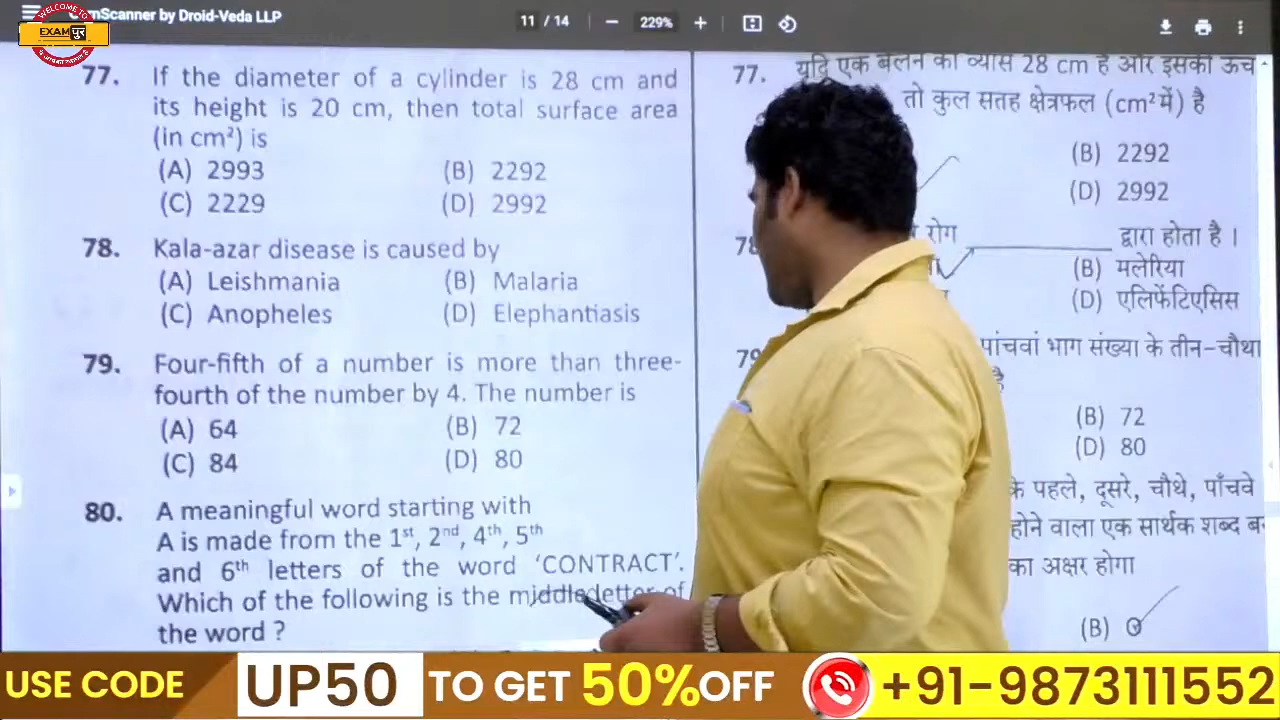 CamScanner by Droid-Veda LLP
11 / 14
229%
WELCOME TO
EXAMपुर
77. If the diameter of a cylinder is 28 cm and
its height is 20 cm, then total surface area
(in cm²) is
(A) 2993 (B) 2292
(C) 2229 (D) 2992
78. Kala-azar disease is caused by
(A) Leishmania (B) Malaria
(C) Anopheles (D) Elephantiasis
79. Four-fifth of a number is more than three-
fourth of the number by 4. The number is
(A) 64 (B) 72
(C) 84 (D) 80
80. A meaningful word starting with
A is made from the 1st, 2nd, 4th, 5th
and 6th letters of the word 'CONTRACT'.
Which of the following is the middle letter of
the word ?
77. यदि एक बेलन का व्यास 28 cm है और इसकी ऊंच
तो कुल सतह क्षेत्रफल (cm² में) है
(B) 2292
(D) 2992
78 रोग द्वारा होता है ।
(B) मलेरिया
(D) एलिफेंटिएसिस
79 पांचवां भाग संख्या के तीन-चौथा
है
(B) 72
(D) 80
के पहले, दूसरे, चौथे, पाँचवे
होने वाला एक सार्थक शब्द ब
का अक्षर होगा
(B) O
USE CODE UP50 TO GET 50% OFF +91-9873111552